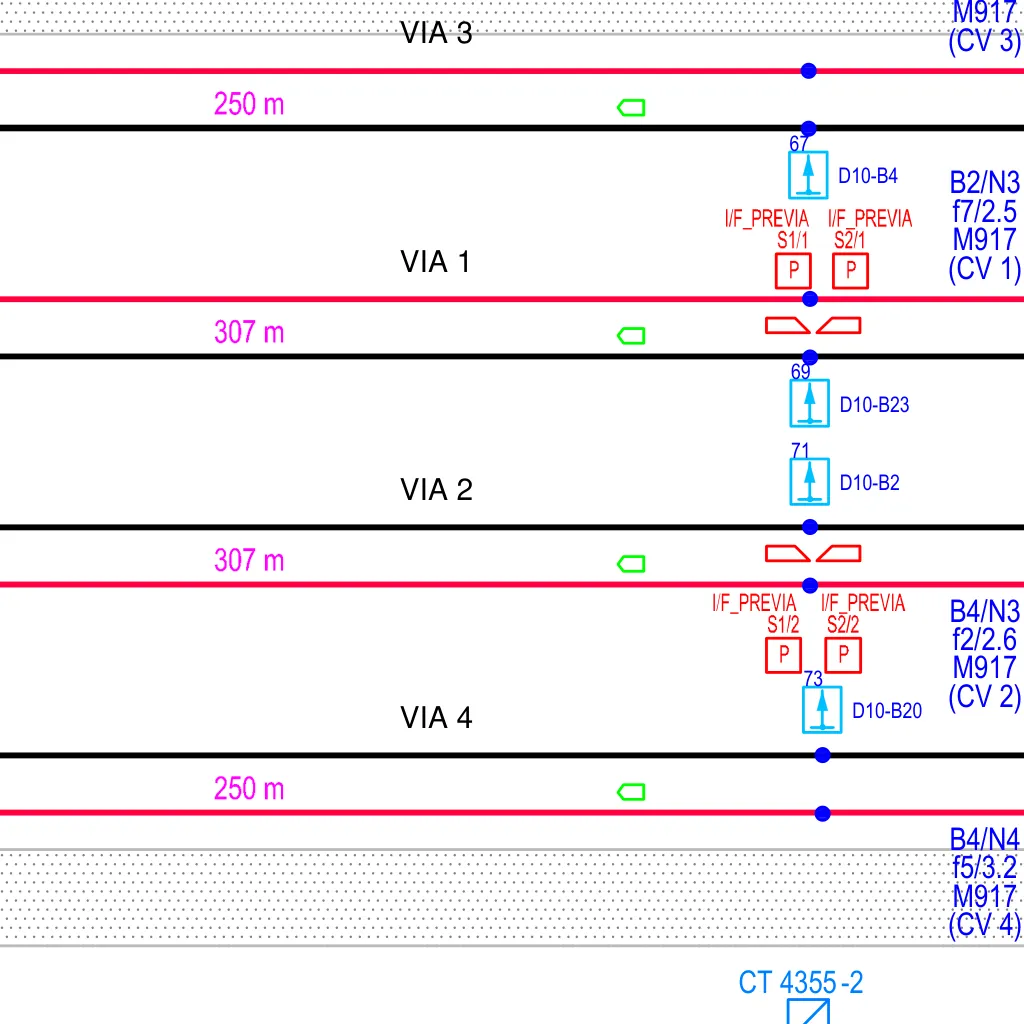 VIA 3
M917
(CV 3)
250 m
67
D10-B4
B2/N3
f7/2.5
M917
(CV 1)
I/F_PREVIA I/F_PREVIA
S1/1 S2/1
P P
VIA 1
307 m
69
D10-B23
71
D10-B2
VIA 2
307 m
I/F_PREVIA I/F_PREVIA
S1/2 S2/2
P P
B4/N3
f2/2.6
M917
(CV 2)
73
D10-B20
VIA 4
250 m
B4/N4
f5/3.2
M917
(CV 4)
CT 4355-2